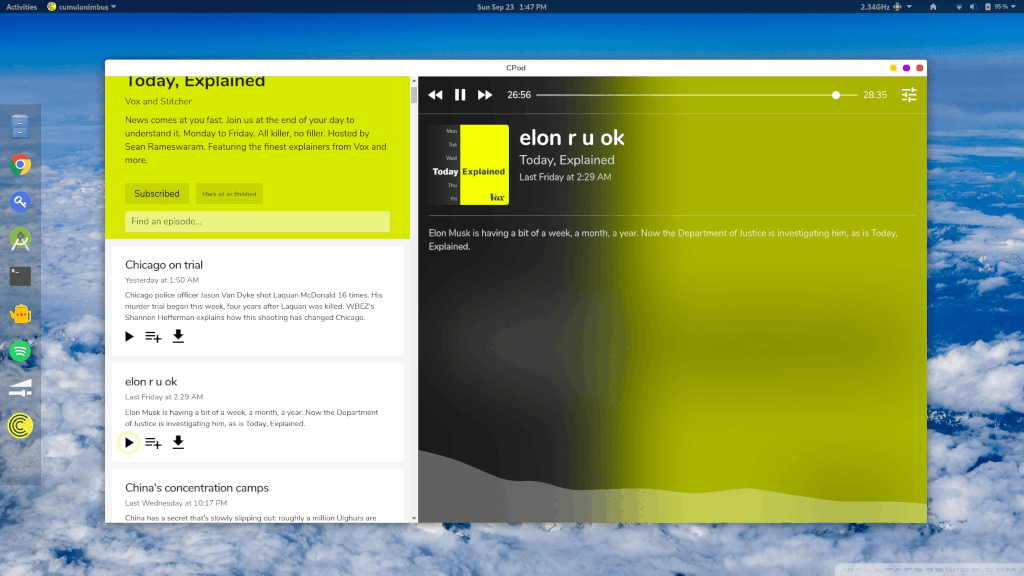 Activities
cumulonimbus
Sun Sep 23 1:47 PM
2.34GHz
95 %
CPod
Today, Explained
Vox and Stitcher
News comes at you fast. Join us at the end of your day to
understand it. Monday to Friday. All killer, no filler. Hosted by
Sean Rameswaram. Featuring the finest explainers from Vox and
more.
Subscribed
Mark all as finished
Find an episode...
Chicago on trial
Yesterday at 1:50 AM
Chicago police officer Jason Van Dyke shot Laquan McDonald 16 times. His
murder trial began this week, four years after Laquan was killed. WBEZ's
Shannon Heffernan explains how this shooting has changed Chicago.
elon r u ok
Last Friday at 2:29 AM
Elon Musk is having a bit of a week, a month, a year. Now the Department
of Justice is investigating him, as is Today, Explained.
China's concentration camps
Last Wednesday at 10:17 PM
China has a secret that's slowly slipping out: roughly a million Uighurs are
26:56
28:35
Mon
Tue
Wed
Today Explained
Thu
Fri
Vox
elon r u ok
Today, Explained
Last Friday at 2:29 AM
Elon Musk is having a bit of a week, a month, a year. Now the Department of Justice is investigating him, as is Today,
Explained.
WALLPAPERSWIDE.COM